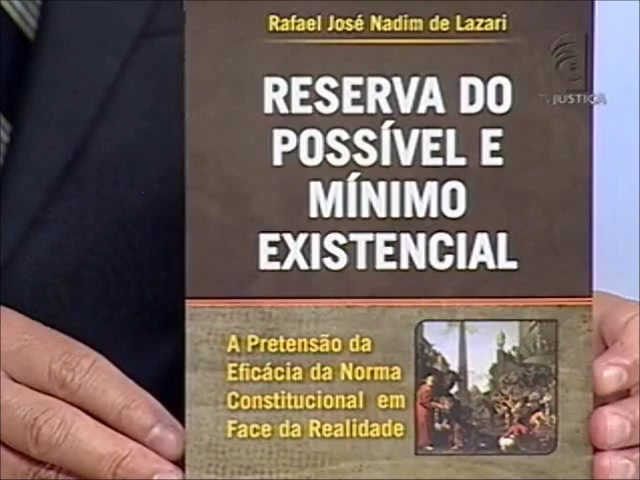 Rafael José Nadim de Lazari
TV JUSTIÇA
RESERVA DO
POSSÍVEL E
MÍNIMO
EXISTENCIAL
A Pretensão da
Eficácia da Norma
Constitucional em
Face da Realidade